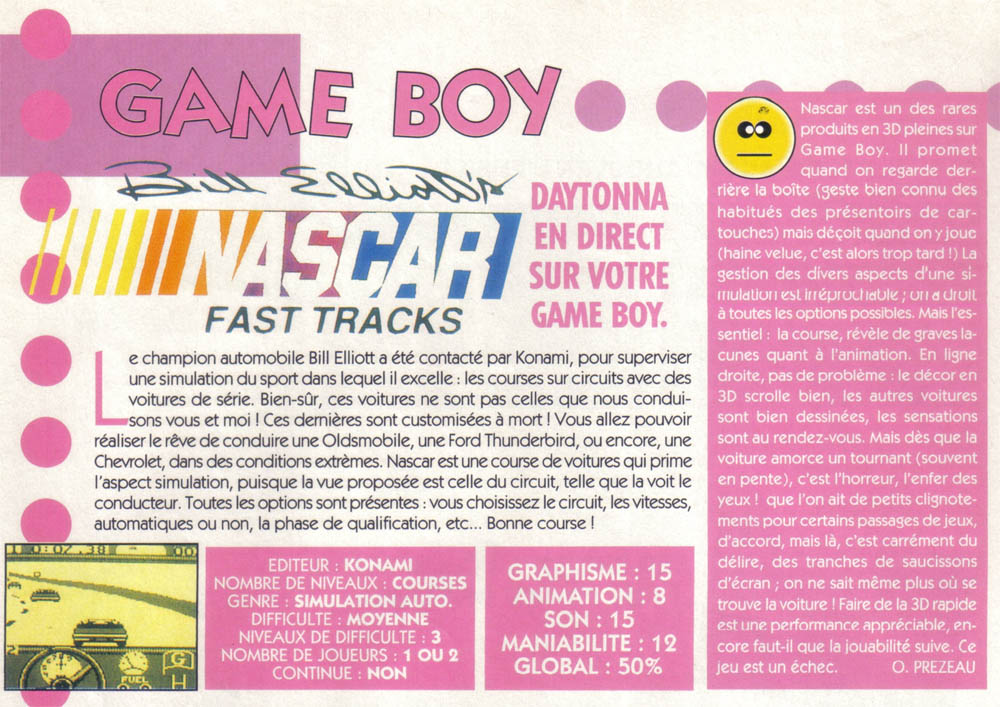 GAME BOY
Bill Elliott's
NASCAR
FAST TRACKS
DAYTONNA
EN DIRECT
SUR VOTRE
GAME BOY.
Le champion automobile Bill Elliott a été contacté par Konami, pour superviser
une simulation du sport dans lequel il excelle : les courses sur circuits avec des
voitures de série. Bien-sûr, ces voitures ne sont pas celles que nous condui-
sons vous et moi ! Ces dernières sont customisées à mort ! Vous allez pouvoir
réaliser le rêve de conduire une Oldsmobile, une Ford Thunderbird, ou encore, une
Chevrolet, dans des conditions extrèmes. Nascar est une course de voitures qui prime
l'aspect simulation, puisque la vue proposée est celle du circuit, telle que la voit le
conducteur. Toutes les options sont présentes : vous choisissez le circuit, les vitesses,
automatiques ou non, la phase de qualification, etc... Bonne course !
1 0:02.38 00
2
FUEL
G
H
EDITEUR : KONAMI
NOMBRE DE NIVEAUX : COURSES
GENRE : SIMULATION AUTO.
DIFFICULTE : MOYENNE
NIVEAUX DE DIFFICULTE : 3
NOMBRE DE JOUEURS : 1 OU 2
CONTINUE : NON
GRAPHISME : 15
ANIMATION : 8
SON : 15
MANIABILITE : 12
GLOBAL : 50%
Nascar est un des rares
produits en 3D pleines sur
Game Boy. Il promet
quand on regarde der-
rière la boîte (geste bien connu des
habitués des présentoirs de car-
touches) mais déçoit quand on y joue
(haine velue, c'est alors trop tard !) La
gestion des divers aspects d'une si-
mulation est irréprochable ; on a droit
à toutes les options possibles. Mais l'es-
sentiel : la course, révèle de graves la-
cunes quant à l'animation. En ligne
droite, pas de problème : le décor en
3D scrolle bien, les autres voitures
sont bien dessinées, les sensations
sont au rendez-vous. Mais dès que la
voiture amorce un tournant (souvent
en pente), c'est l'horreur, l'enfer des
yeux ! que l'on ait de petits clignote-
ments pour certains passages de jeux,
d'accord, mais là, c'est carrément du
délire, des tranches de saucissons
d'écran ; on ne sait même plus où se
trouve la voiture ! Faire de la 3D rapide
est une performance appréciable, en-
core faut-il que la jouabilité suive. Ce
jeu est un échec. O. PREZEAU